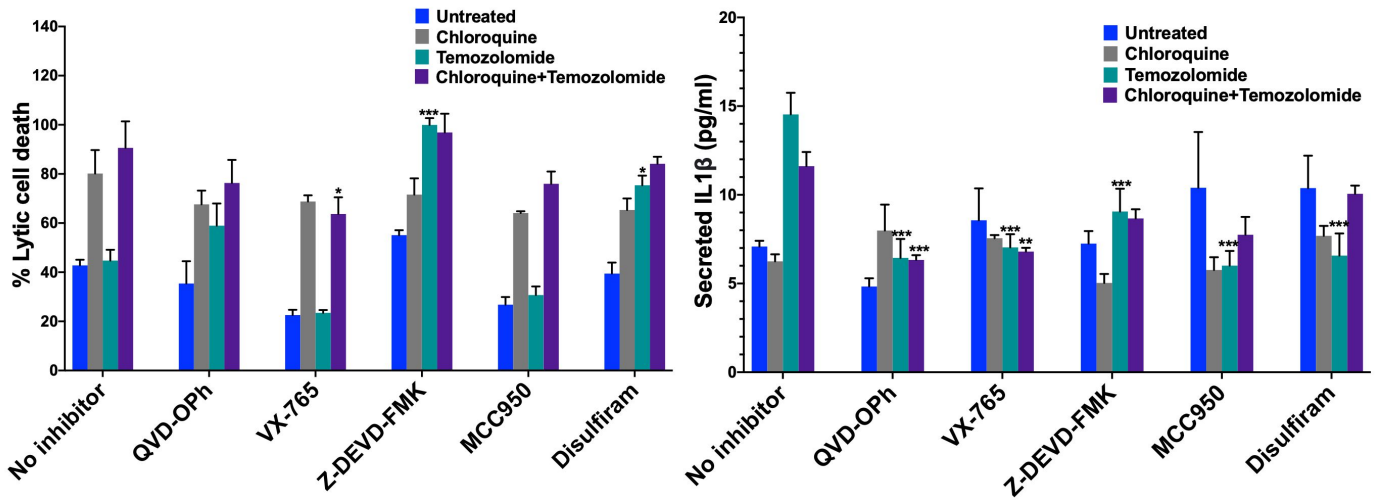 Untreated
Chloroquine
Temozolomide
Chloroquine+Temozolomide
% Lytic cell death
140
120
100
80
60
40
20
0
*
***
*
No inhibitor
QVD-OPh
VX-765
Z-DEVD-FMK
MCC950
Disulfiram
Untreated
Chloroquine
Temozolomide
Chloroquine+Temozolomide
Secreted IL1β (pg/ml)
20
15
10
5
0
***
***
***
**
***
***
***
No inhibitor
QVD-OPh
VX-765
Z-DEVD-FMK
MCC950
Disulfiram